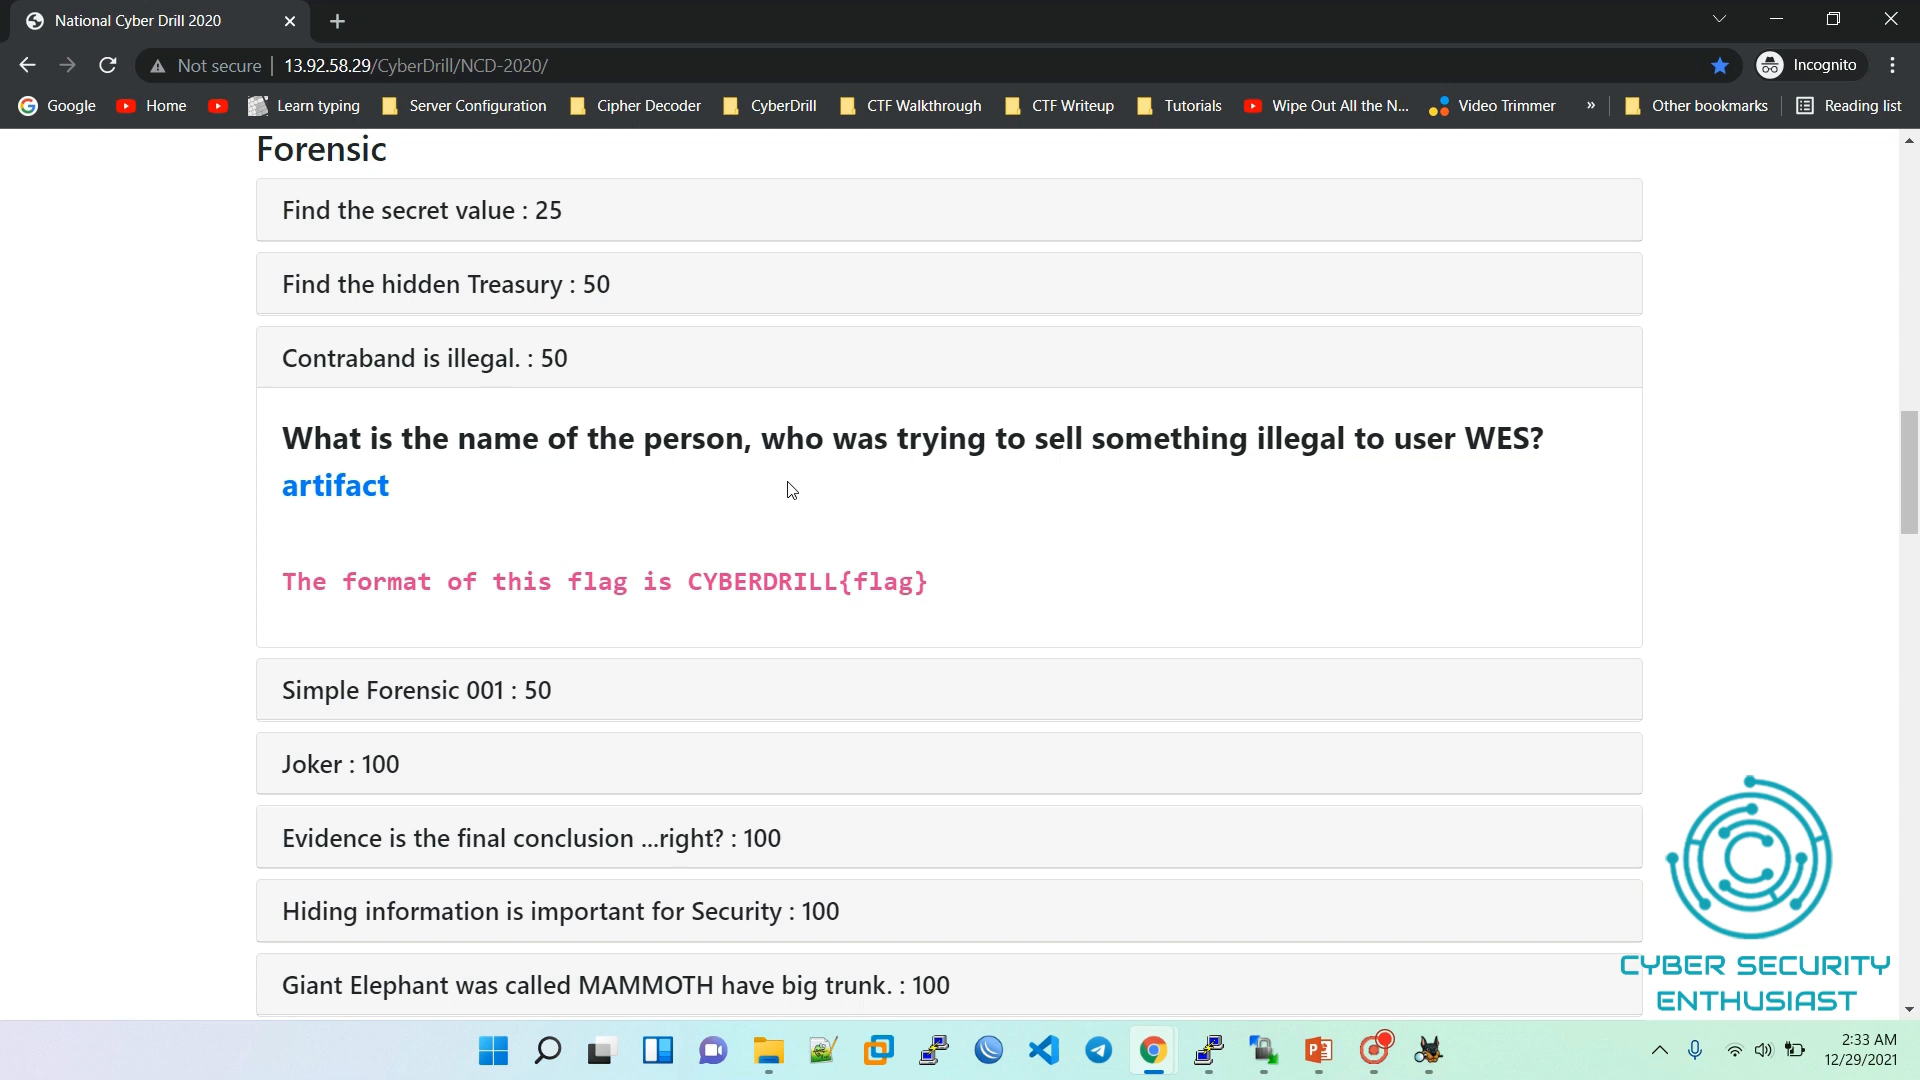 National Cyber Drill 2020
Not secure
13.92.58.29/CyberDrill/NCD-2020/
Incognito
Google
Home
Learn typing
Server Configuration
Cipher Decoder
CyberDrill
CTF Walkthrough
CTF Writeup
Tutorials
Wipe Out All the N...
Video Trimmer
»
Other bookmarks
Reading list
Forensic
Find the secret value : 25
Find the hidden Treasury : 50
Contraband is illegal. : 50
What is the name of the person, who was trying to sell something illegal to user WES?
artifact
The format of this flag is CYBERDRILL{flag}
Simple Forensic 001 : 50
Joker : 100
Evidence is the final conclusion ...right? : 100
Hiding information is important for Security : 100
Giant Elephant was called MAMMOTH have big trunk. : 100
CYBER SECURITY
ENTHUSIAST
2:33 AM
12/29/2021